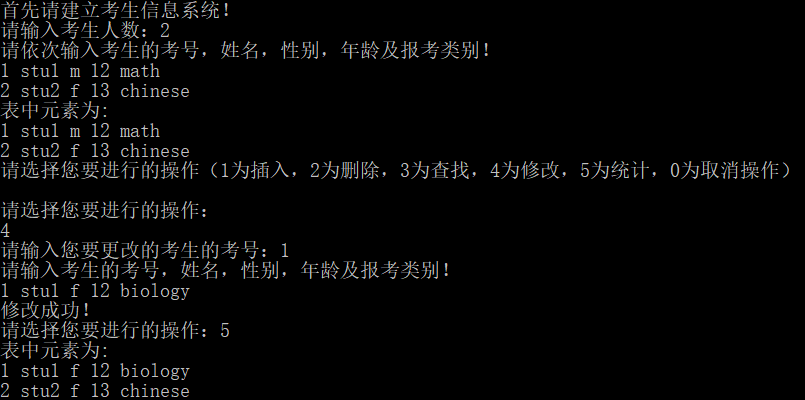 首先请建立考生信息系统!
请输入考生人数: 2
请依次输入考生的考号，姓名，性别，年龄及报考类别!
1 stu1 m 12 math
2 stu2 f 13 chinese
表中元素为:
1 stu1 m 12 math
2 stu2 f 13 chinese
请选择您要进行的操作（1为插入，2为删除，3为查找，4为修改，5为统计，0为取消操作）
请选择您要进行的操作:
4
请输入您要更改的考生的考号: 1
请输入考生的考号，姓名，性别，年龄及报考类别!
1 stu1 f 12 biology
修改成功!
请选择您要进行的操作: 5
表中元素为:
1 stu1 f 12 biology
2 stu2 f 13 chinese